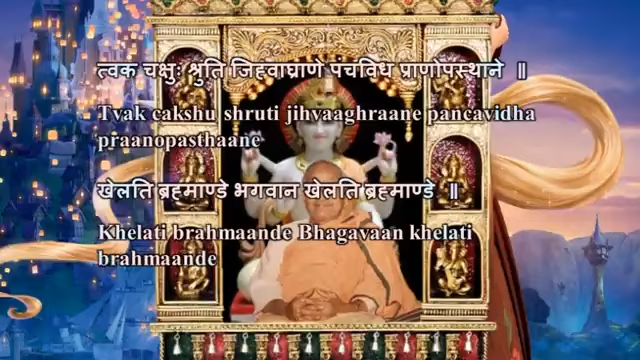 त्वक चक्षुः श्रुति जिह्वाघ्राणे पंचविध प्राणोपस्थाने ॥
Tvak cakshu shruti jihvaaghraane pancavidha
praanopasthaane
खेलति ब्रह्माण्डे भगवान खेलति ब्रह्माण्डे ॥
Khelati brahmaande Bhagavaan khelati
brahmaande